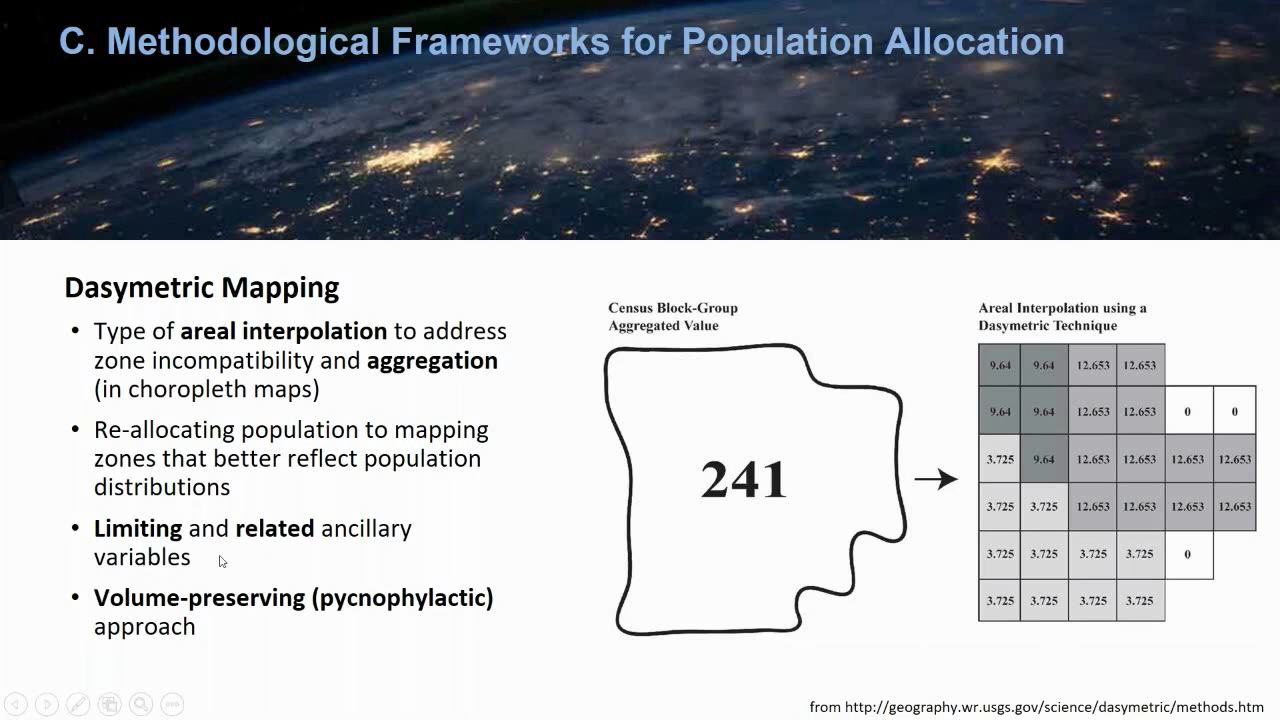 C. Methodological Frameworks for Population Allocation
Dasymetric Mapping
• Type of areal interpolation to address
zone incompatibility and aggregation
(in choropleth maps)
• Re-allocating population to mapping
zones that better reflect population
distributions
• Limiting and related ancillary
variables
• Volume-preserving (pycnophylactic)
approach
Census Block-Group
Aggregated Value
241
Areal Interpolation using a
Dasymetric Technique
9.64 9.64 12.653 12.653
9.64 9.64 12.653 12.653 0 0
3.725 9.64 12.653 12.653 12.653 12.653
3.725 3.725 12.653 12.653 12.653 12.653
3.725 3.725 3.725 3.725 0
3.725 3.725 3.725 3.725
from http://geography.wr.usgs.gov/science/dasymetric/methods.htm